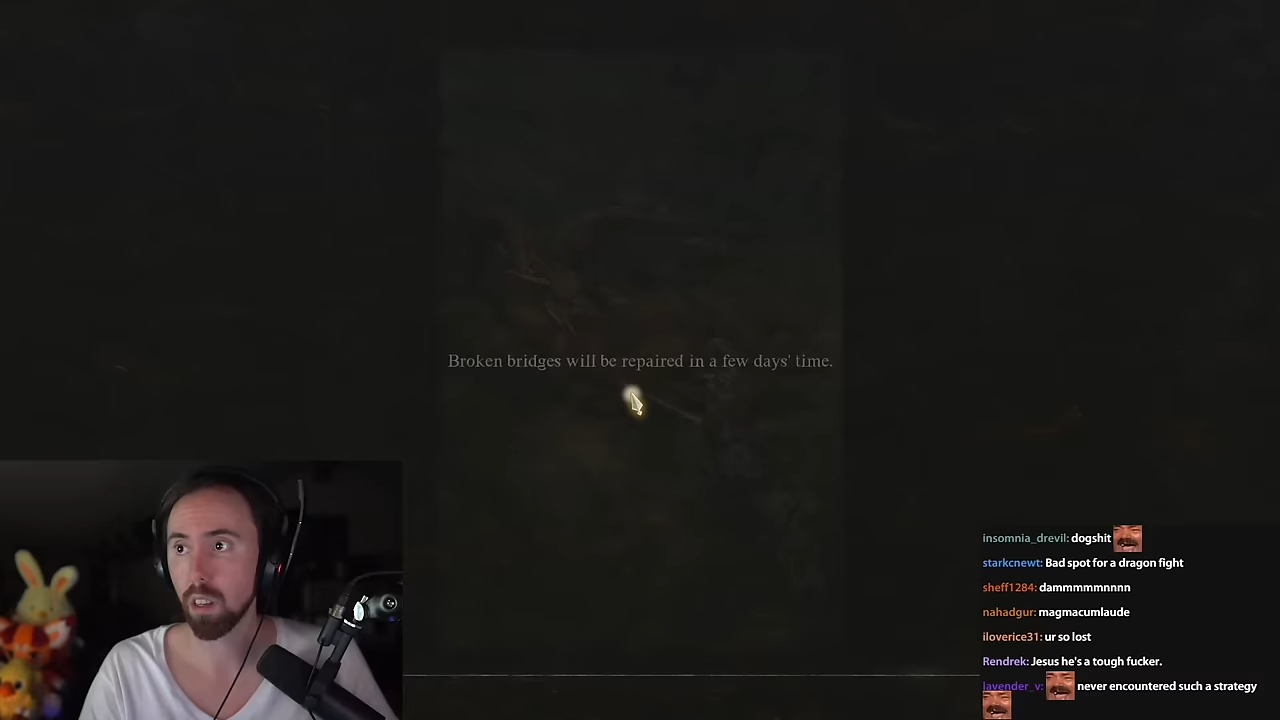 Broken bridges will be repaired in a few days' time.
insomnia_drevil: dogshit
starkcnewt: Bad spot for a dragon fight
sheff1284: dammmmmnnnn
nahadgur: magmacumlaude
iloverice31: ur so lost
Rendrek: Jesus he's a tough fucker.
lavender_v: never encountered such a strategy